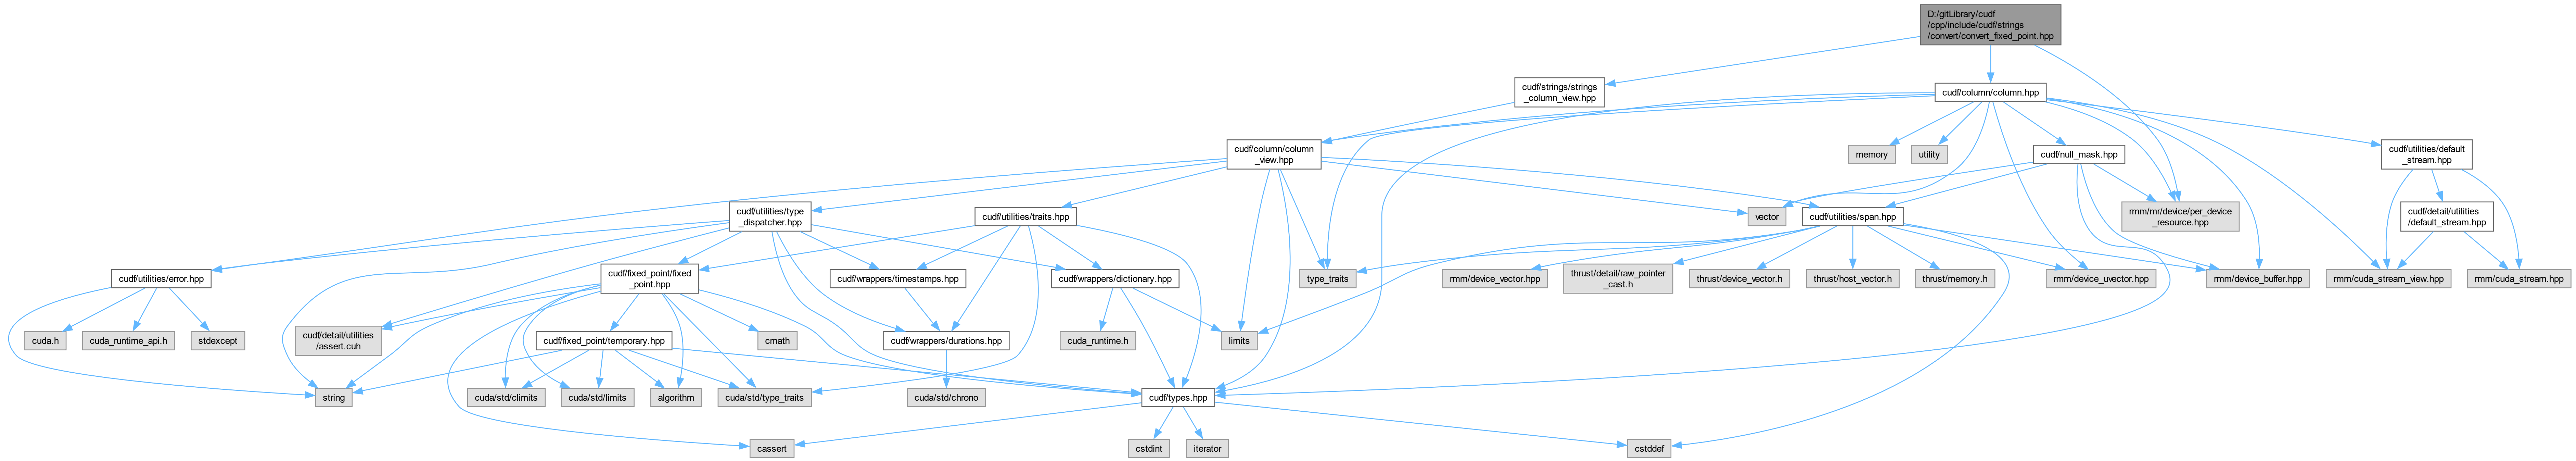 D:/gitLibrary/cudf
/cpp/include/cudf/strings
/convert/convert_fixed_point.hpp
cudf/strings/strings
_column_view.hpp
cudf/column/column.hpp
cudf/column/column
_view.hpp
memory
utility
cudf/null_mask.hpp
cudf/utilities/default
_stream.hpp
cudf/utilities/type
_dispatcher.hpp
cudf/utilities/traits.hpp
vector
cudf/utilities/span.hpp
rmm/mr/device/per_device
_resource.hpp
cudf/detail/utilities
/default_stream.hpp
cudf/utilities/error.hpp
cudf/fixed_point/fixed
_point.hpp
cudf/wrappers/timestamps.hpp
cudf/wrappers/dictionary.hpp
type_traits
rmm/device_vector.hpp
thrust/detail/raw_pointer
_cast.h
thrust/device_vector.h
thrust/host_vector.h
thrust/memory.h
rmm/device_uvector.hpp
rmm/device_buffer.hpp
rmm/cuda_stream_view.hpp
rmm/cuda_stream.hpp
cuda.h
cuda_runtime_api.h
stdexcept
cudf/detail/utilities
/assert.cuh
cudf/fixed_point/temporary.hpp
cmath
cudf/wrappers/durations.hpp
cuda_runtime.h
limits
string
cuda/std/climits
cuda/std/limits
algorithm
cuda/std/type_traits
cuda/std/chrono
cudf/types.hpp
cassert
cstdint
iterator
cstddef